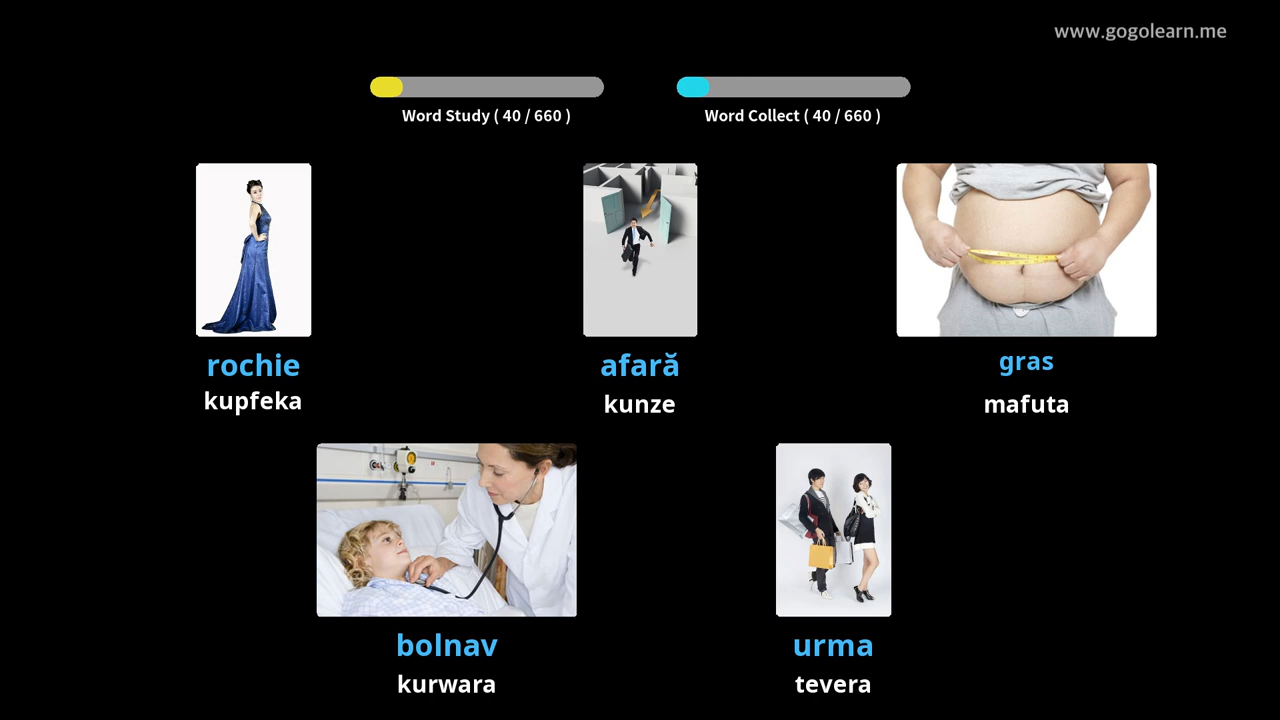 www.gogolearn.me
Word Study ( 40 / 660 )
Word Collect ( 40 / 660 )
rochie
kupfeka
afară
kunze
gras
mafuta
bolnav
kurwara
urma
tevera